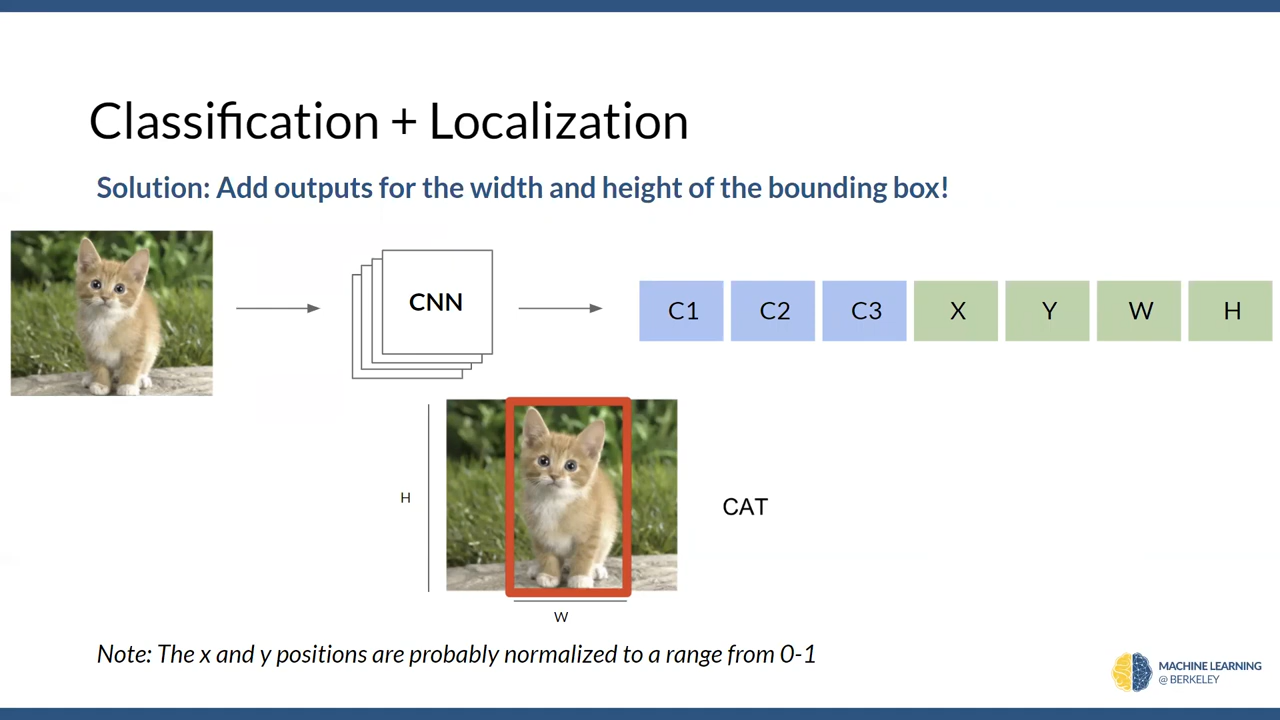 Classification + Localization
Solution: Add outputs for the width and height of the bounding box!
CNN
C1 C2 C3 X Y W H
H
CAT
W
Note: The x and y positions are probably normalized to a range from 0-1
MACHINE LEARNING
@ BERKELEY